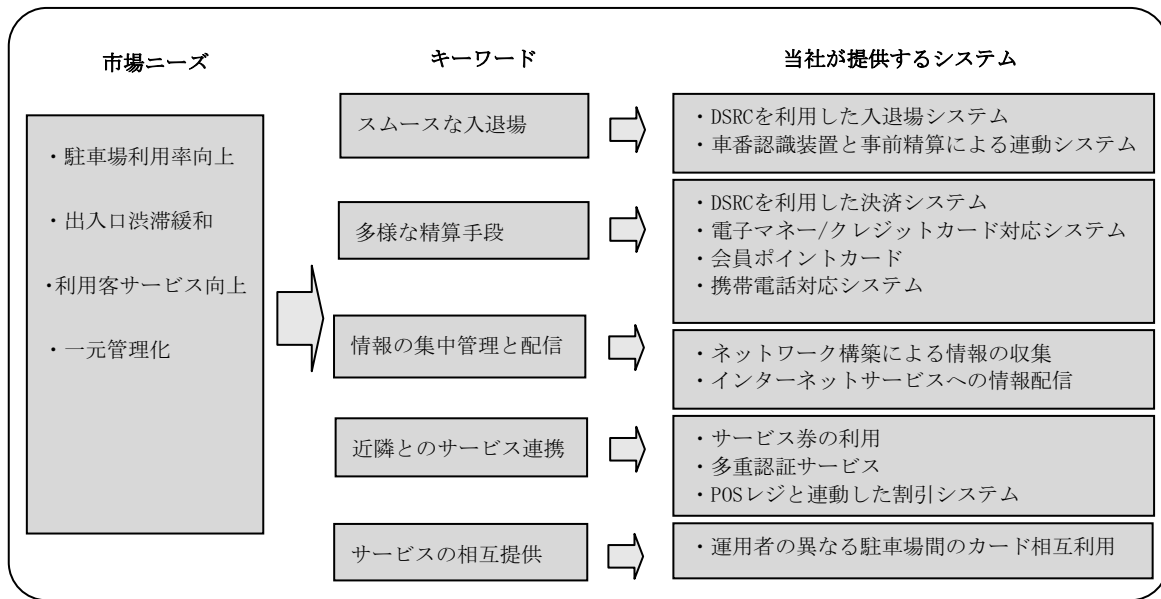 市場ニーズ
キーワード
当社が提供するシステム
・駐車場利用率向上
・出入口渋滞緩和
・利用客サービス向上
・一元管理化
スムースな入退場
・DSRCを利用した入退場システム
・車番認識装置と事前精算による連動システム
多様な精算手段
・DSRCを利用した決済システム
・電子マネー/クレジットカード対応システム
・会員ポイントカード
・携帯電話対応システム
情報の集中管理と配信
・ネットワーク構築による情報の収集
・インターネットサービスへの情報配信
近隣とのサービス連携
・サービス券の利用
・多重認証サービス
・POSレジと連動した割引システム
サービスの相互提供
・運用者の異なる駐車場間のカード相互利用